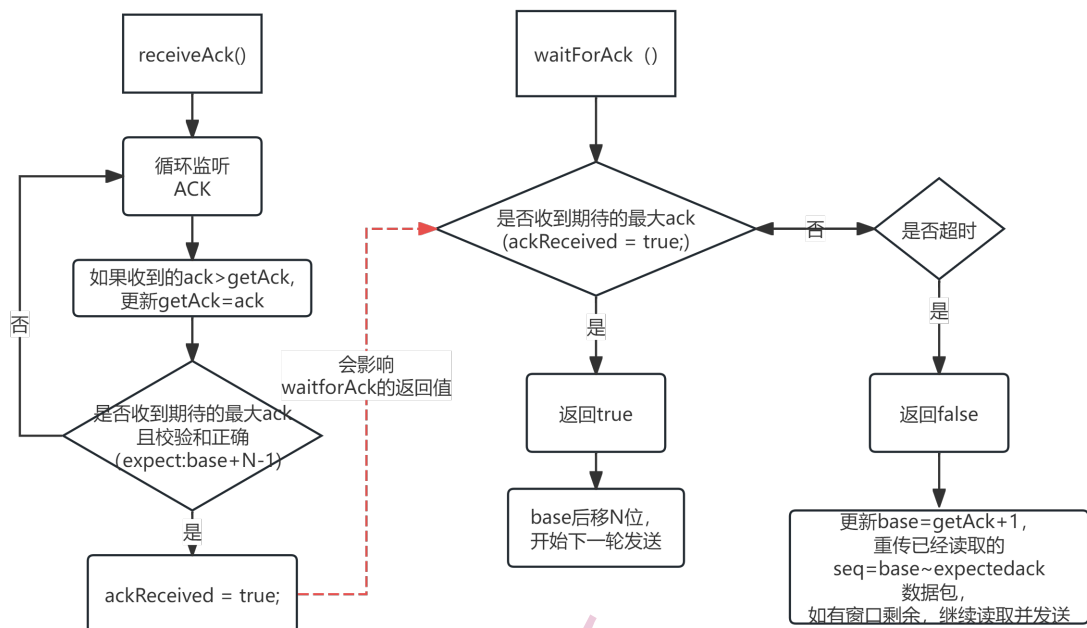 receiveAck()
循环监听
ACK
如果收到的ack>getAck,
更新getAck=ack
否
是否收到期待的最大ack
且校验和正确
（expect:base+N-1)
是
ackReceived = true;
会影响
waitforAck的返回值
waitForAck（）
是否收到期待的最大ack
(ackReceived = true;)
否
是否超时
是
返回true
base后移N位，
开始下一轮发送
是
返回false
更新base=getAck+1，
重传已经读取的
seq=base~expectedack
数据包，
如有窗口剩余，继续读取并发送